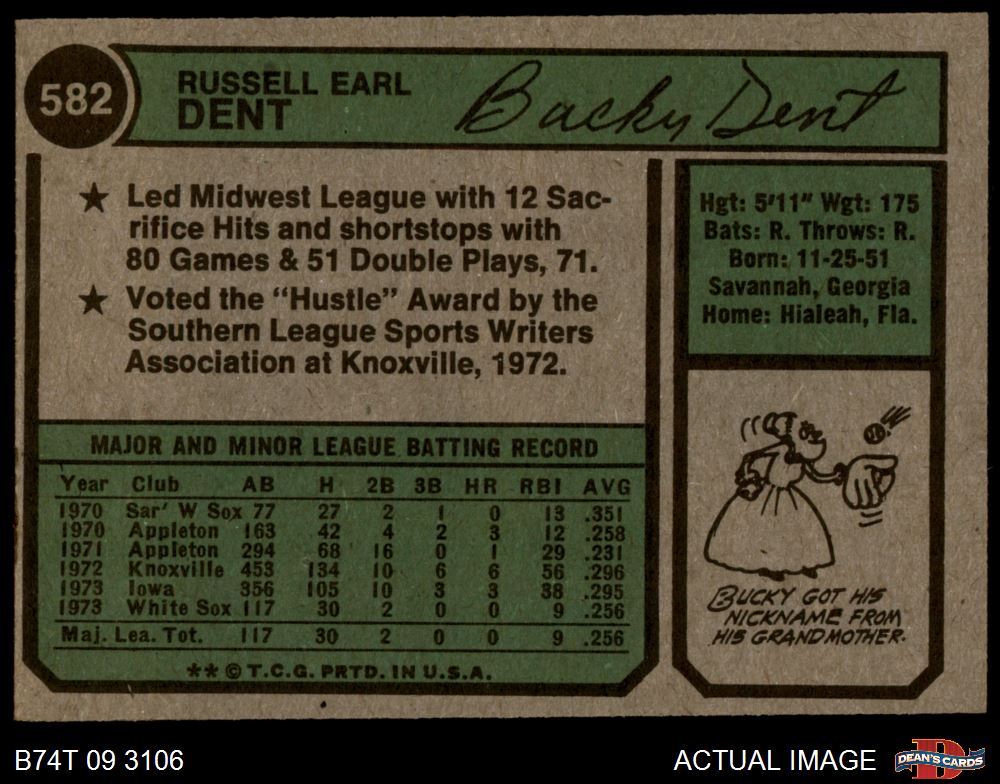 582
RUSSELL EARL
DENT
Bucky Dent
★ Led Midwest League with 12 Sac-
rifice Hits and shortstops with
80 Games & 51 Double Plays, 71.
★ Voted the "Hustle" Award by the
Southern League Sports Writers
Association at Knoxville, 1972.
Hgt: 5'11" Wgt: 175
Bats: R. Throws: R.
Born: 11-25-51
Savannah, Georgia
Home: Hialeah, Fla.
MAJOR AND MINOR LEAGUE BATTING RECORD
Year Club AB H 2B 3B HR RBI AVG
1970 Sar' W Sox 77 27 2 1 0 13 .351
1970 Appleton 163 42 4 2 3 12 .258
1971 Appleton 294 68 16 0 1 29 .231
1972 Knoxville 453 134 10 6 6 56 .296
1973 Iowa 356 105 10 3 3 38 .295
1973 White Sox 117 30 2 0 0 9 .256
Maj. Lea. Tot. 117 30 2 0 0 9 .256
**© T.C.G. PRTD. IN U.S.A.
BUCKY GOT HIS
NICKNAME FROM
HIS GRANDMOTHER.
B74T 09 3106
ACTUAL IMAGE
DEAN'S CARDS